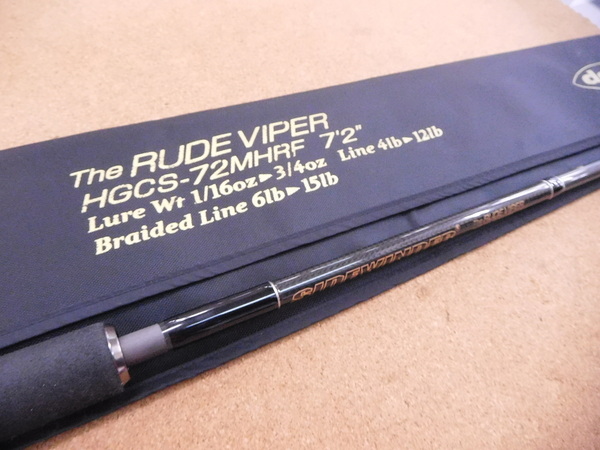 The RUDE VIPER
HGCS-72MHRF 7'2"
Lure Wt 1/16oz►3/4oz Line 4lb►12lb
Braided Line 6lb►15lb
SIDEWINDER